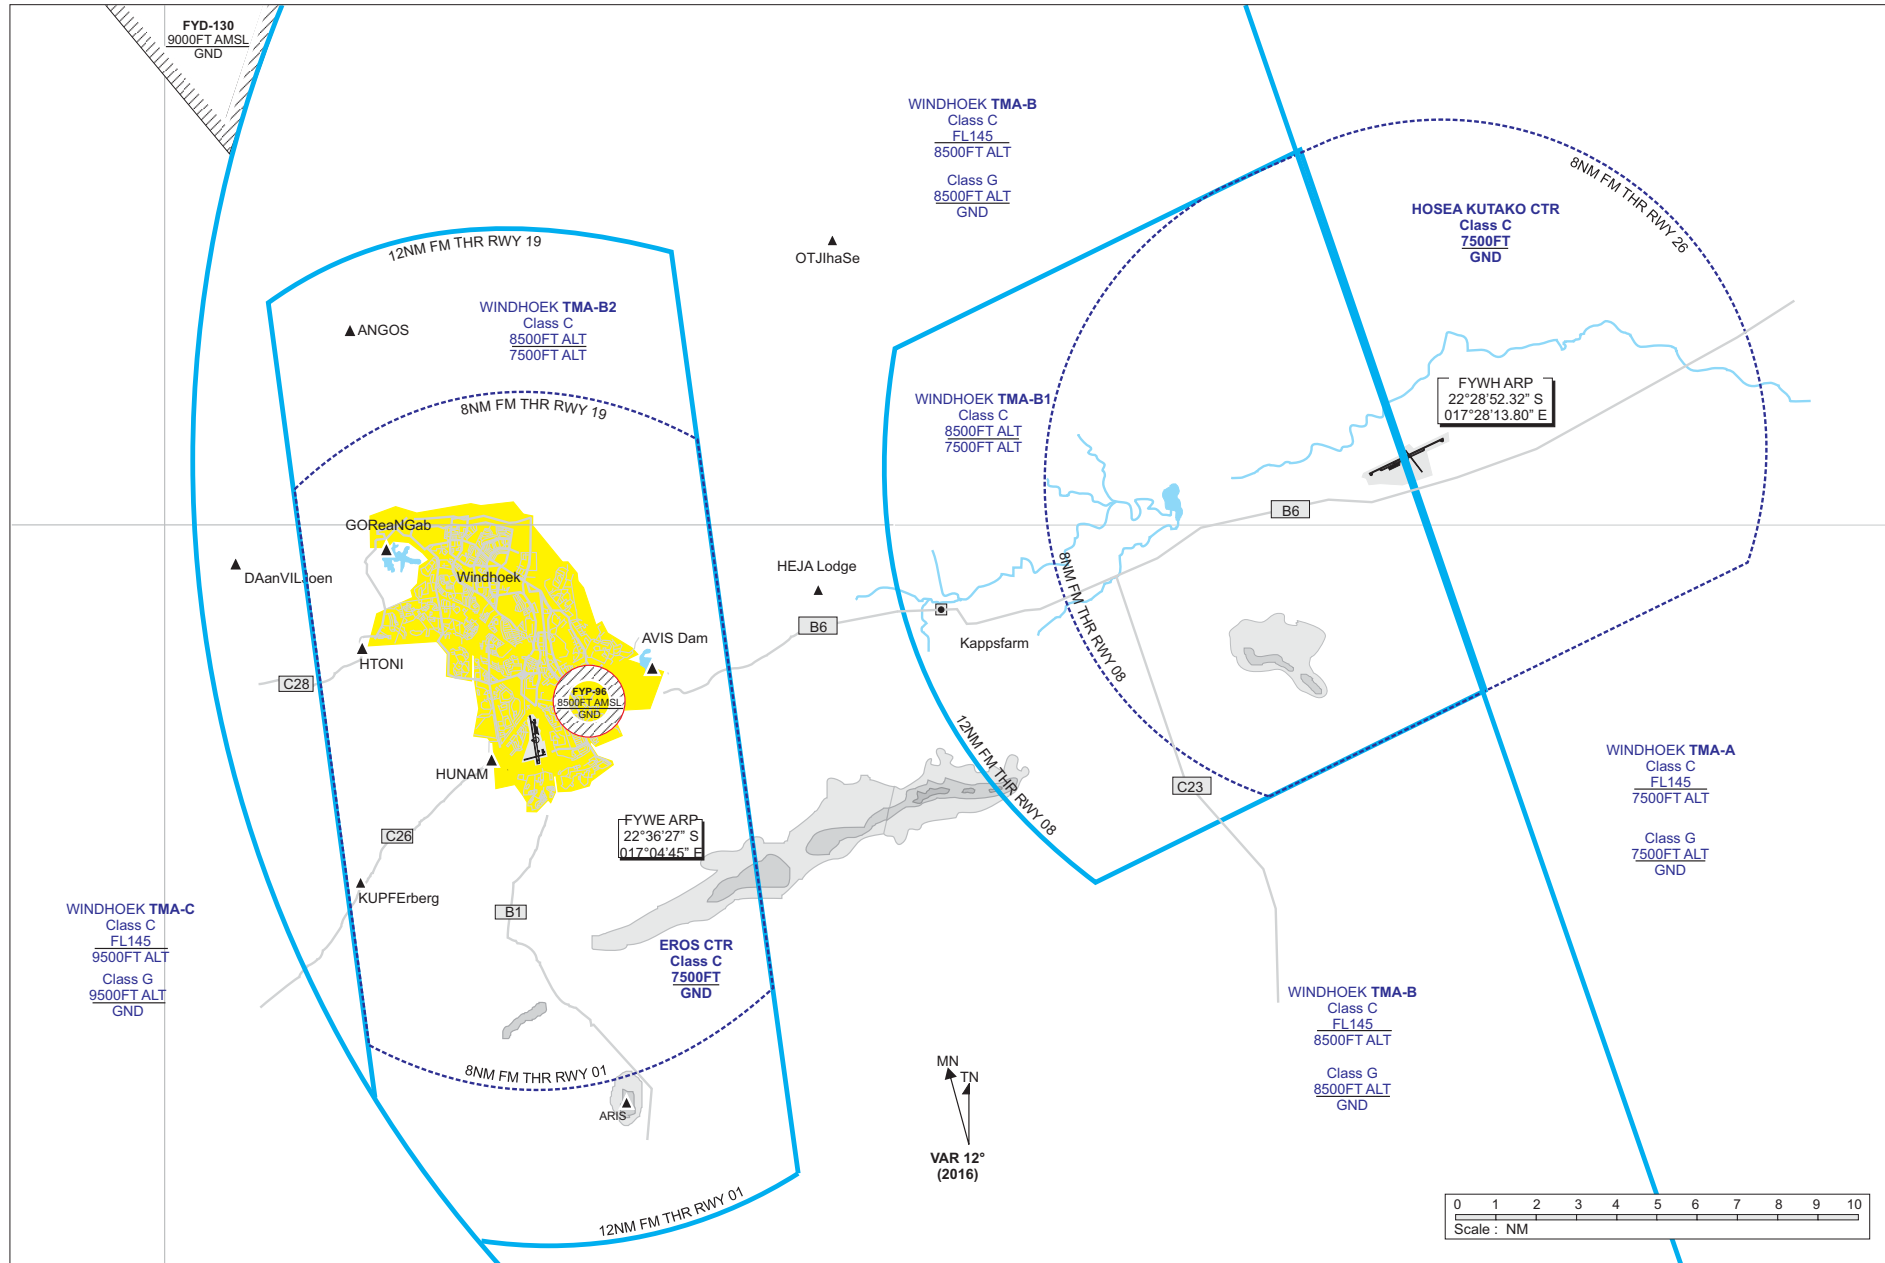 FYD-130
9000FT AMSL
GND
WINDHOEK TMA-B
Class C
FL145
8500FT ALT
Class G
8500FT ALT
GND
8NM FM THR RWY 26
HOSEA KUTAKO CTR
Class C
7500FT
GND
12NM FM THR RWY 19
OTJIhaSe
WINDHOEK TMA-B2
Class C
8500FT ALT
7500FT ALT
ANGOS
8NM FM THR RWY 19
WINDHOEK TMA-B1
Class C
8500FT ALT
7500FT ALT
FYWH ARP
22°28'52.32" S
017°28'13.80" E
B6
GOReaNGab
DAanVILJoen
Windhoek
HEJA Lodge
8NM FM THR RWY 08
B6
AVIS Dam
Kappsfarm
HTONI
C28
FYP-96
8500FT AMSL
GND
12NM FM THR RWY 08
HUNAM
C23
WINDHOEK TMA-A
Class C
FL145
7500FT ALT
Class G
7500FT ALT
GND
C26
FYWE ARP
22°36'27" S
017°04'45" E
KUPFErberg
B1
WINDHOEK TMA-C
Class C
FL145
9500FT ALT
Class G
9500FT ALT
GND
EROS CTR
Class C
7500FT
GND
WINDHOEK TMA-B
Class C
FL145
8500FT ALT
Class G
8500FT ALT
GND
8NM FM THR RWY 01
ARIS
MN
TN
VAR 12°
(2016)
12NM FM THR RWY 01
0 1 2 3 4 5 6 7 8 9 10
Scale : NM